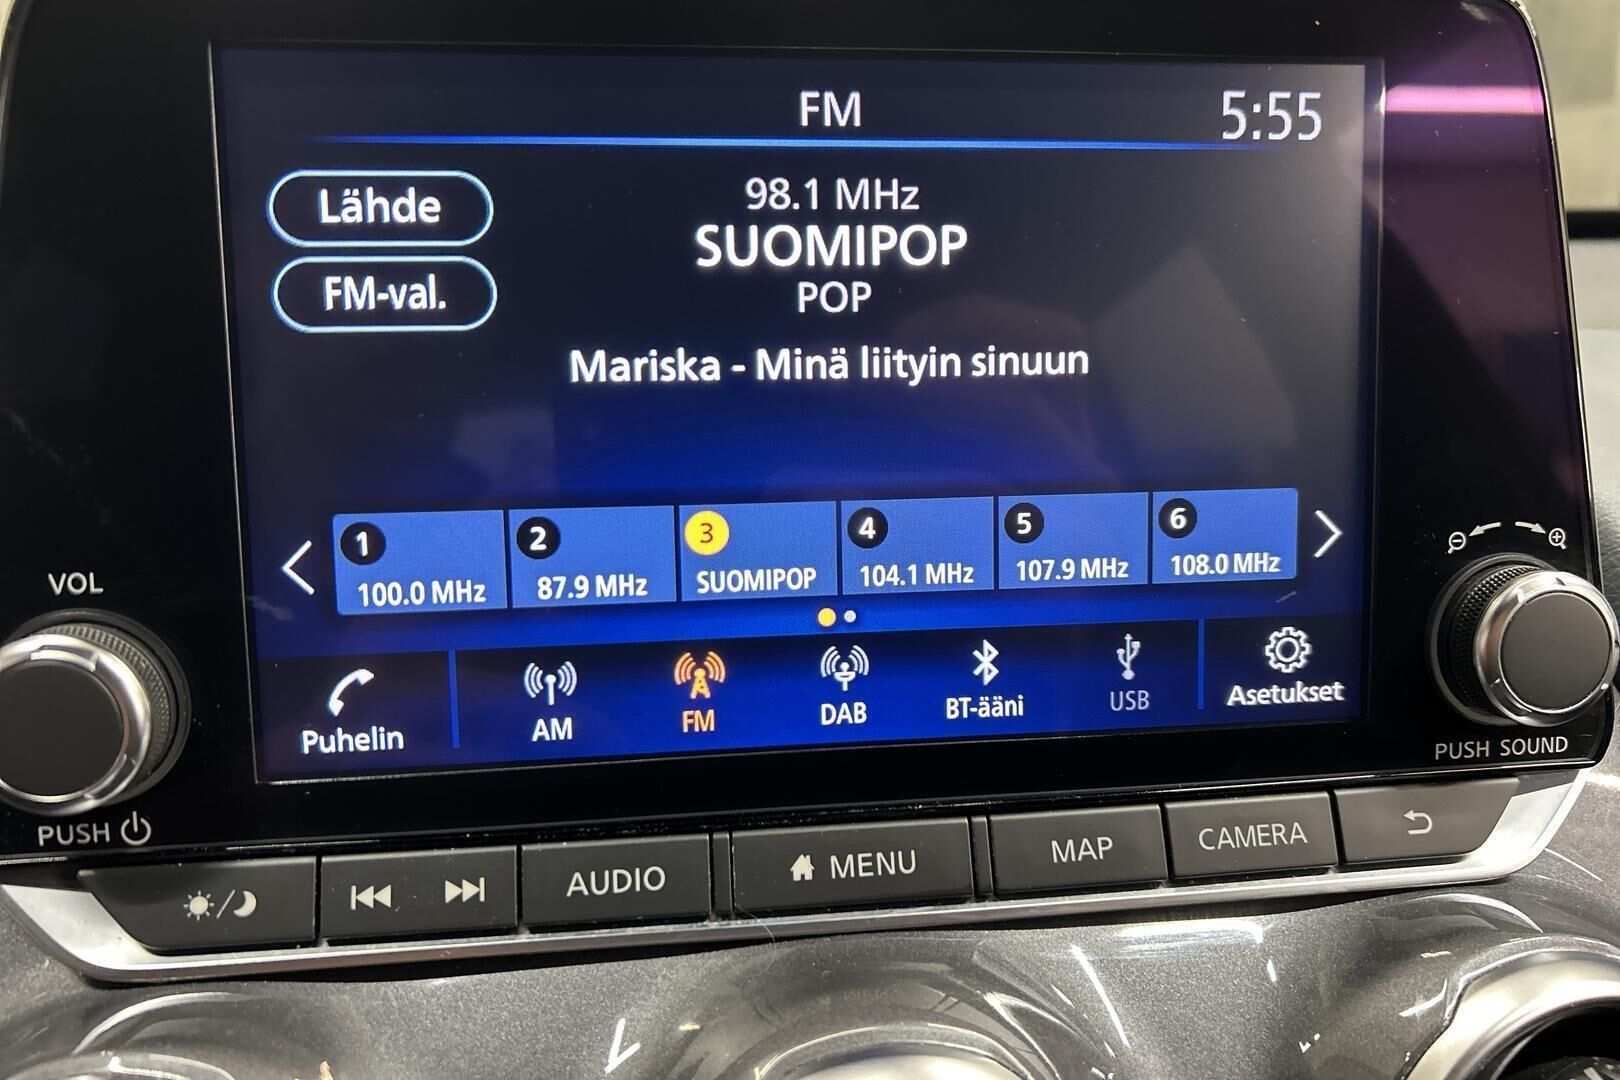 FM
5:55
Lähde
98.1 MHz
SUOMIPOP
FM-val.
POP
Mariska - Minä liityin sinuun
1
2
3
4
5
6
100.0 MHz
87.9 MHz
SUOMIPOP
104.1 MHz
107.9 MHz
108.0 MHz
VOL
Puhelin
AM
FM
DAB
BT-ääni
USB
Asetukset
PUSH
PUSH SOUND
AUDIO
MENU
MAP
CAMERA